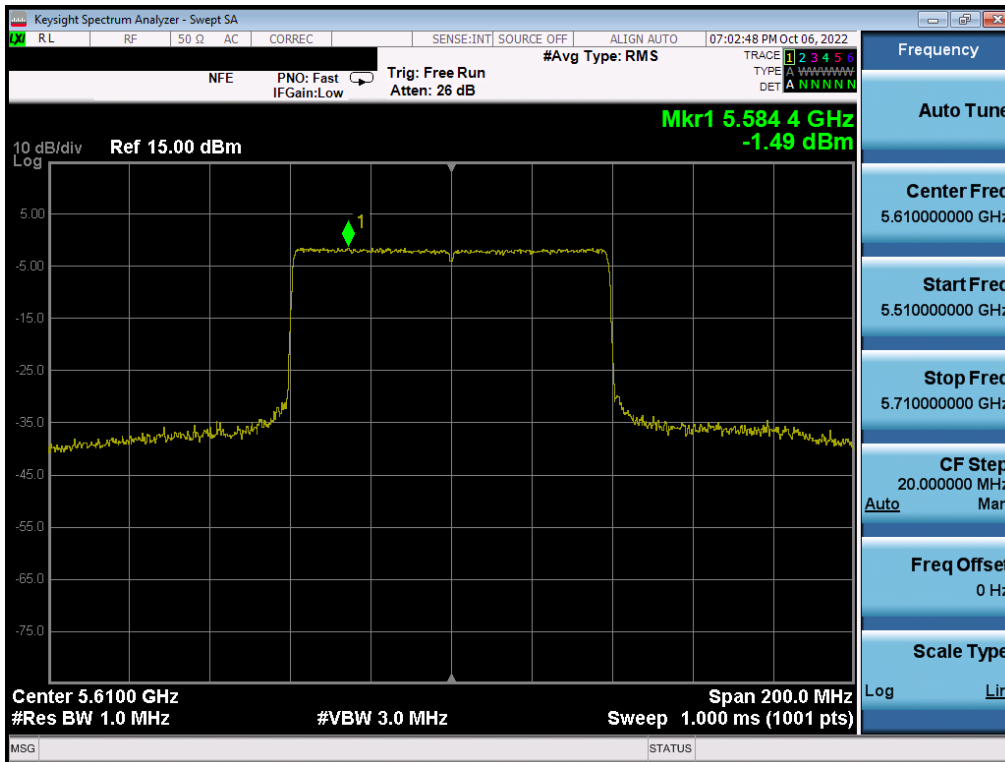 Keysight Spectrum Analyzer - Swept SA
LXI RL RF 50 Ω AC CORREC SENSE:INT SOURCE OFF ALIGN AUTO 07:02:48 PM Oct 06, 2022
NFE
PNO: Fast
IFGain:Low
Trig: Free Run
Atten: 26 dB
#Avg Type: RMS
TRACE 1 2 3 4 5 6
TYPE A WWWWW
DET A N N N N N
Mkr1 5.584 4 GHz
-1.49 dBm
10 dB/div
Log
Ref 15.00 dBm
1
5.00
-5.00
-15.0
-25.0
-35.0
-45.0
-55.0
-65.0
-75.0
Center 5.6100 GHz
Span 200.0 MHz
#Res BW 1.0 MHz
#VBW 3.0 MHz
Sweep 1.000 ms (1001 pts)
MSG
STATUS
Frequency
Auto Tune
Center Freq
5.610000000 GHz
Start Freq
5.510000000 GHz
Stop Freq
5.710000000 GHz
CF Step
20.000000 MHz
Auto Man
Freq Offset
0 Hz
Scale Type
Log Lin